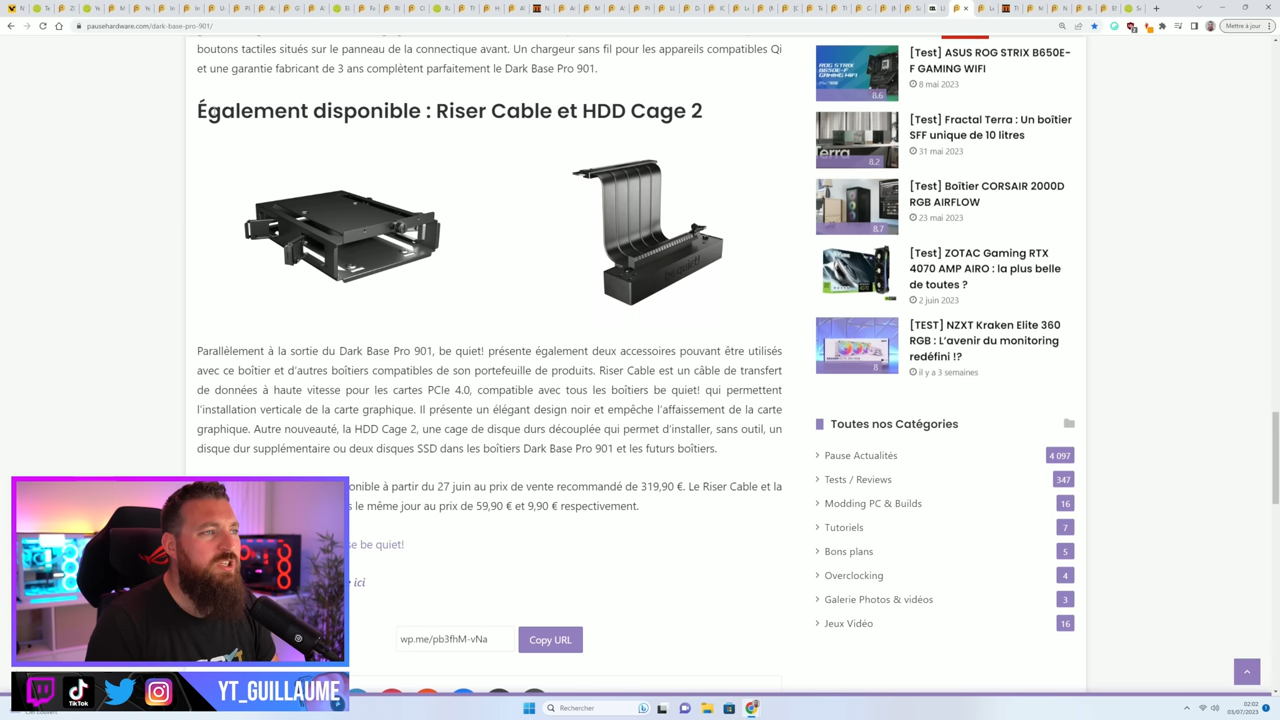 pausehardware.com/dark-base-pro-901/
Mettre à jour
boutons tactiles situés sur le panneau de la connectique avant. Un chargeur sans fil pour les appareils compatibles Qi
et une garantie fabricant de 3 ans complètent parfaitement le Dark Base Pro 901.
Également disponible : Riser Cable et HDD Cage 2
be quiet!
Parallèlement à la sortie du Dark Base Pro 901, be quiet! présente également deux accessoires pouvant être utilisés
avec ce boîtier et d'autres boîtiers compatibles de son portefeuille de produits. Riser Cable est un câble de transfert
de données à haute vitesse pour les cartes PCIe 4.0, compatible avec tous les boîtiers be quiet! qui permettent
l'installation verticale de la carte graphique. Il présente un élégant design noir et empêche l'affaissement de la carte
graphique. Autre nouveauté, la HDD Cage 2, une cage de disque durs découplée qui permet d'installer, sans outil, un
disque dur supplémentaire ou deux disques SSD dans les boîtiers Dark Base Pro 901 et les futurs boîtiers.
onible à partir du 27 juin au prix de vente recommandé de 319,90 €. Le Riser Cable et la
s le même jour au prix de 59,90 € et 9,90 € respectivement.
se be quiet!
e ici
wp.me/pb3fhM-vNa
Copy URL
[Test] ASUS ROG STRIX B650E-
F GAMING WIFI
8 mai 2023
ROG STRIX
B650E-F
GAMING WIFI
8.6
[Test] Fractal Terra : Un boîtier
SFF unique de 10 litres
31 mai 2023
erra
8.2
[Test] Boîtier CORSAIR 2000D
RGB AIRFLOW
23 mai 2023
8.7
[Test] ZOTAC Gaming RTX
4070 AMP AIRO : la plus belle
de toutes ?
2 juin 2023
[TEST] NZXT Kraken Elite 360
RGB : L'avenir du monitoring
redéfini !?
il y a 3 semaines
8
Toutes nos Catégories
Pause Actualités 4 097
Tests / Reviews 347
Modding PC & Builds 16
Tutoriels 7
Bons plans 5
Overclocking 4
Galerie Photos & vidéos 3
Jeux Vidéo 16
TikTok
YT_GUILLAUME
Rechercher
02:02
03/07/2023